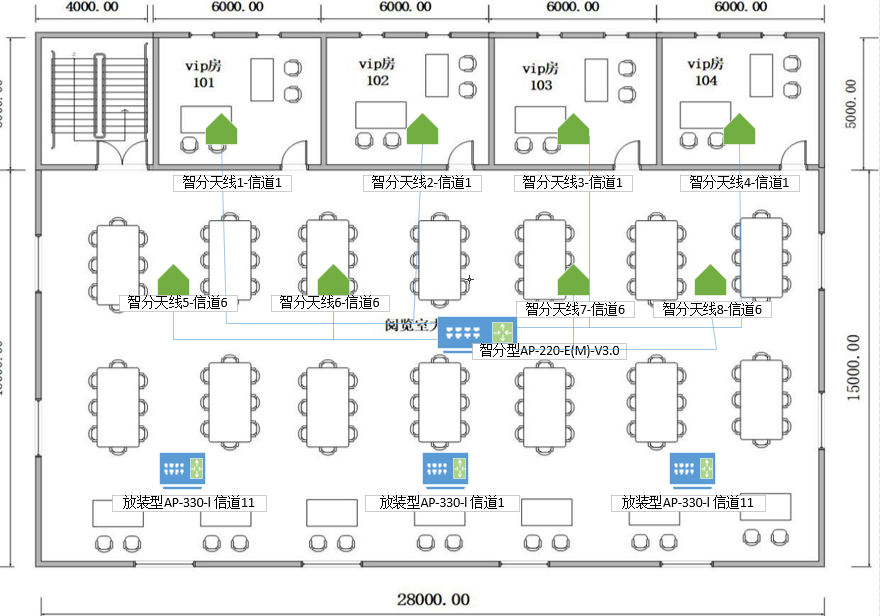 4000.00 6000.00 6000.00 6000.00 6000.00
vip房
101
vip房
102
vip房
103
vip房
104
5000.00
智分天线1-信道1
智分天线2-信道1
智分天线3-信道1
智分天线4-信道1
智分天线5-信道6
智分天线6-信道6
智分天线7-信道6
智分天线8-信道6
阅览室大
智分型AP-220-E(M)-V3.0
15000.00
放装型AP-330-I 信道11
放装型AP-330-I 信道1
放装型AP-330-I 信道11
28000.00